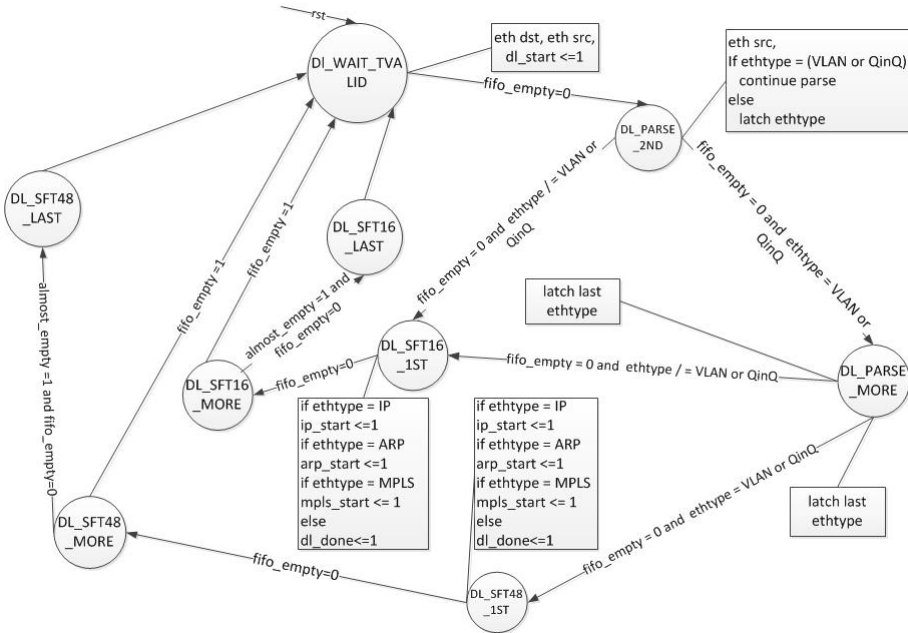 rst
DI_WAIT_TVA
LID
eth dst, eth src,
dl_start <=1
fifo_empty=0
DL_PARSE
_2ND
eth src,
If ethtype = (VLAN or QinQ)
continue parse
else
latch ethtype
fifo_empty = 0 and ethtype / = VLAN or
QinQ
fifo_empty = 0 and ethtype = VLAN or
QinQ
DL_SFT48
_LAST
DL_SFT16
_LAST
fifo_empty =1
fifo_empty =1
almost_empty =1 and
fifo_empty=0
almost_empty =1 and fifo_empty=0
latch last
ethtype
DL_SFT16
_1ST
fifo_empty = 0 and ethtype / = VLAN or QinQ
DL_PARSE
_MORE
DL_SFT16
_MORE
fifo_empty=0
if ethtype = IP
ip_start <=1
if ethtype = ARP
arp_start <=1
if ethtype = MPLS
mpls_start <= 1
else
dl_done<=1
if ethtype = IP
ip_start <=1
if ethtype = ARP
arp_start <=1
if ethtype = MPLS
mpls_start <= 1
else
dl_done<=1
fifo_empty = 0 and ethtype = VLAN or QinQ
latch last
ethtype
DL_SFT48
_MORE
fifo_empty=0
DL_SFT48
_1ST